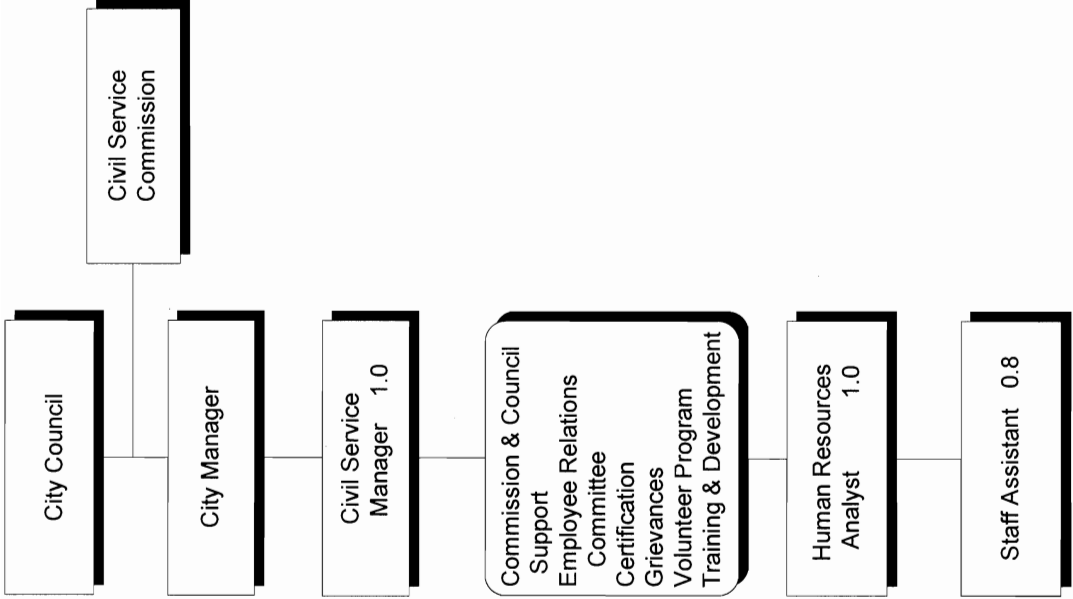 City Council
Civil Service
Commission
City Manager
Civil Service
Manager 1.0
Commission & Council
Support
Employee Relations
Committee
Certification
Grievances
Volunteer Program
Training & Development
Human Resources
Analyst 1.0
Staff Assistant 0.8